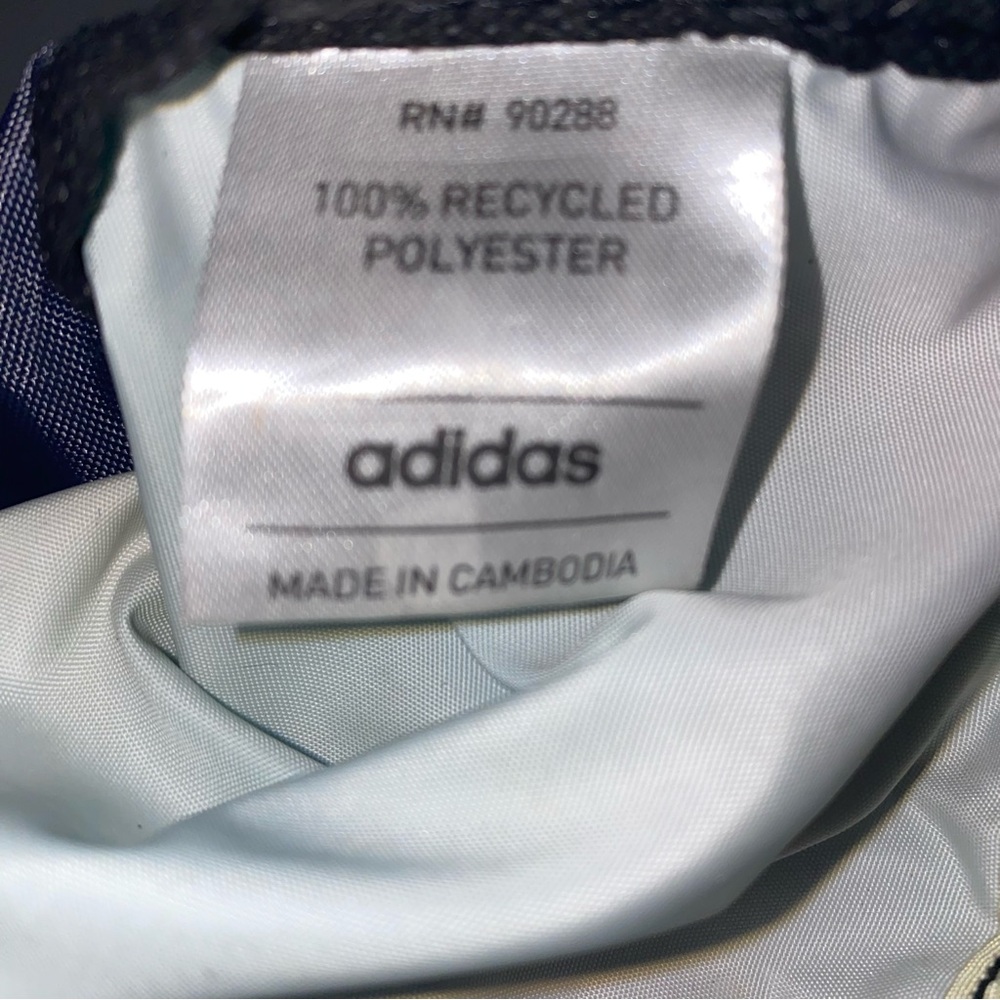 RN# 90288
100% RECYCLED
POLYESTER
adidas
MADE IN CAMBODIA